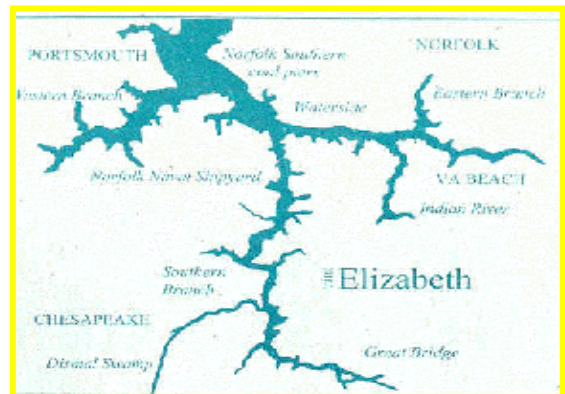 PORTSMOUTH
Norfolk Southern
coal piers
NORFOLK
Western Branch
Waterside
Eastern Branch
Norfolk Naval Shipyard
VA BEACH
Indian River
Southern
Branch
THE
Elizabeth
CHESAPEAKE
Dismal Swamp
Great Bridge